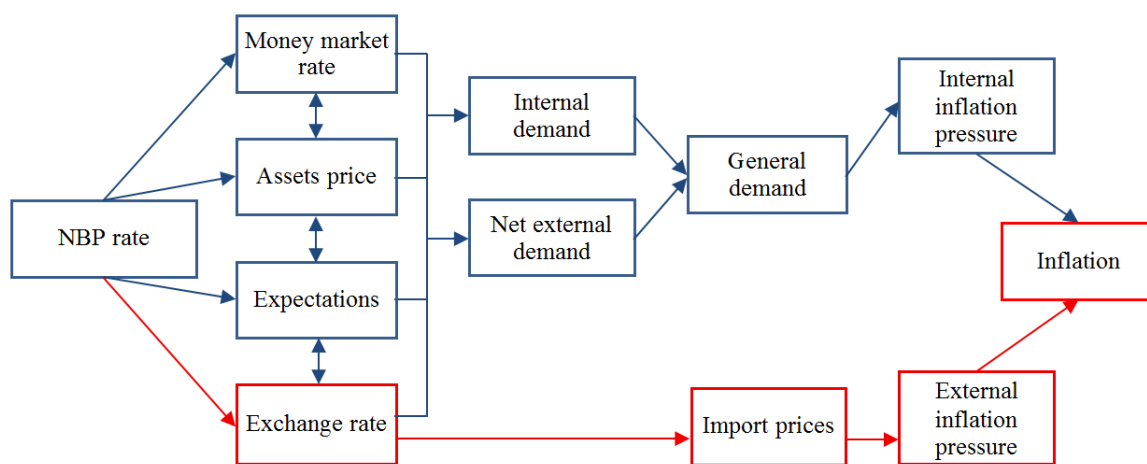 Money market
rate
Assets price
NBP rate
Expectations
Exchange rate
Internal
demand
Net external
demand
General
demand
Import prices
Internal
inflation
pressure
Inflation
External
inflation
pressure